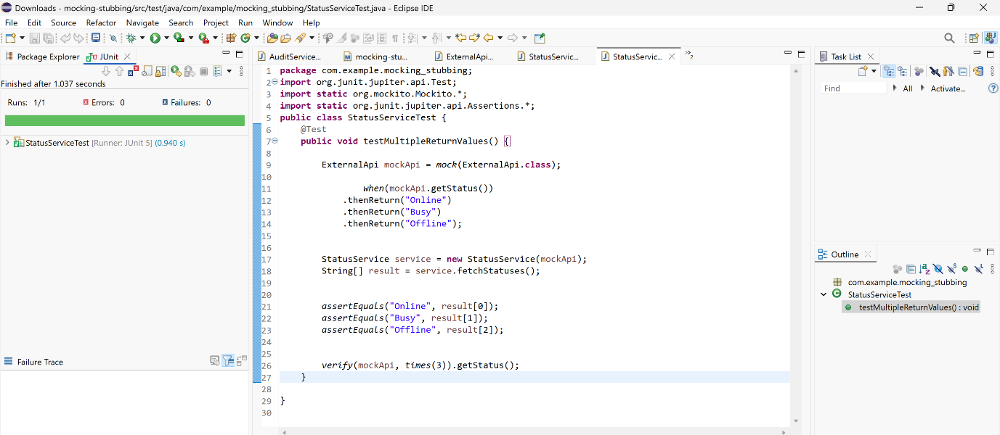 Downloads - mocking-stubbing/src/test/java/com/example/mocking_stubbing/StatusServiceTest.java - Eclipse IDE
File Edit Source Refactor Navigate Search Project Run Window Help
Package Explorer JUnit
Finished after 1.037 seconds
Runs: 1/1 Errors: 0 Failures: 0
StatusServiceTest [Runner: JUnit 5] (0.940 s)
Failure Trace
AuditService... mocking-stu... ExternalApi... StatusServic... StatusServic... »2
1 package com.example.mocking_stubbing;
2 import org.junit.jupiter.api.Test;
3 import static org.mockito.Mockito.*;
4 import static org.junit.jupiter.api.Assertions.*;
5 public class StatusServiceTest {
6 @Test
7 public void testMultipleReturnValues() {
8
9 ExternalApi mockApi = mock(ExternalApi.class);
10
11 when(mockApi.getStatus())
12 .thenReturn("Online")
13 .thenReturn("Busy")
14 .thenReturn("Offline");
15
16
17 StatusService service = new StatusService(mockApi);
18 String[] result = service.fetchStatuses();
19
20
21 assertEquals("Online", result[0]);
22 assertEquals("Busy", result[1]);
23 assertEquals("Offline", result[2]);
24
25
26 verify(mockApi, times(3)).getStatus();
27 }
28
29 }
30
Task List
Find All Activate...
Outline
com.example.mocking_stubbing
StatusServiceTest
testMultipleReturnValues() : void